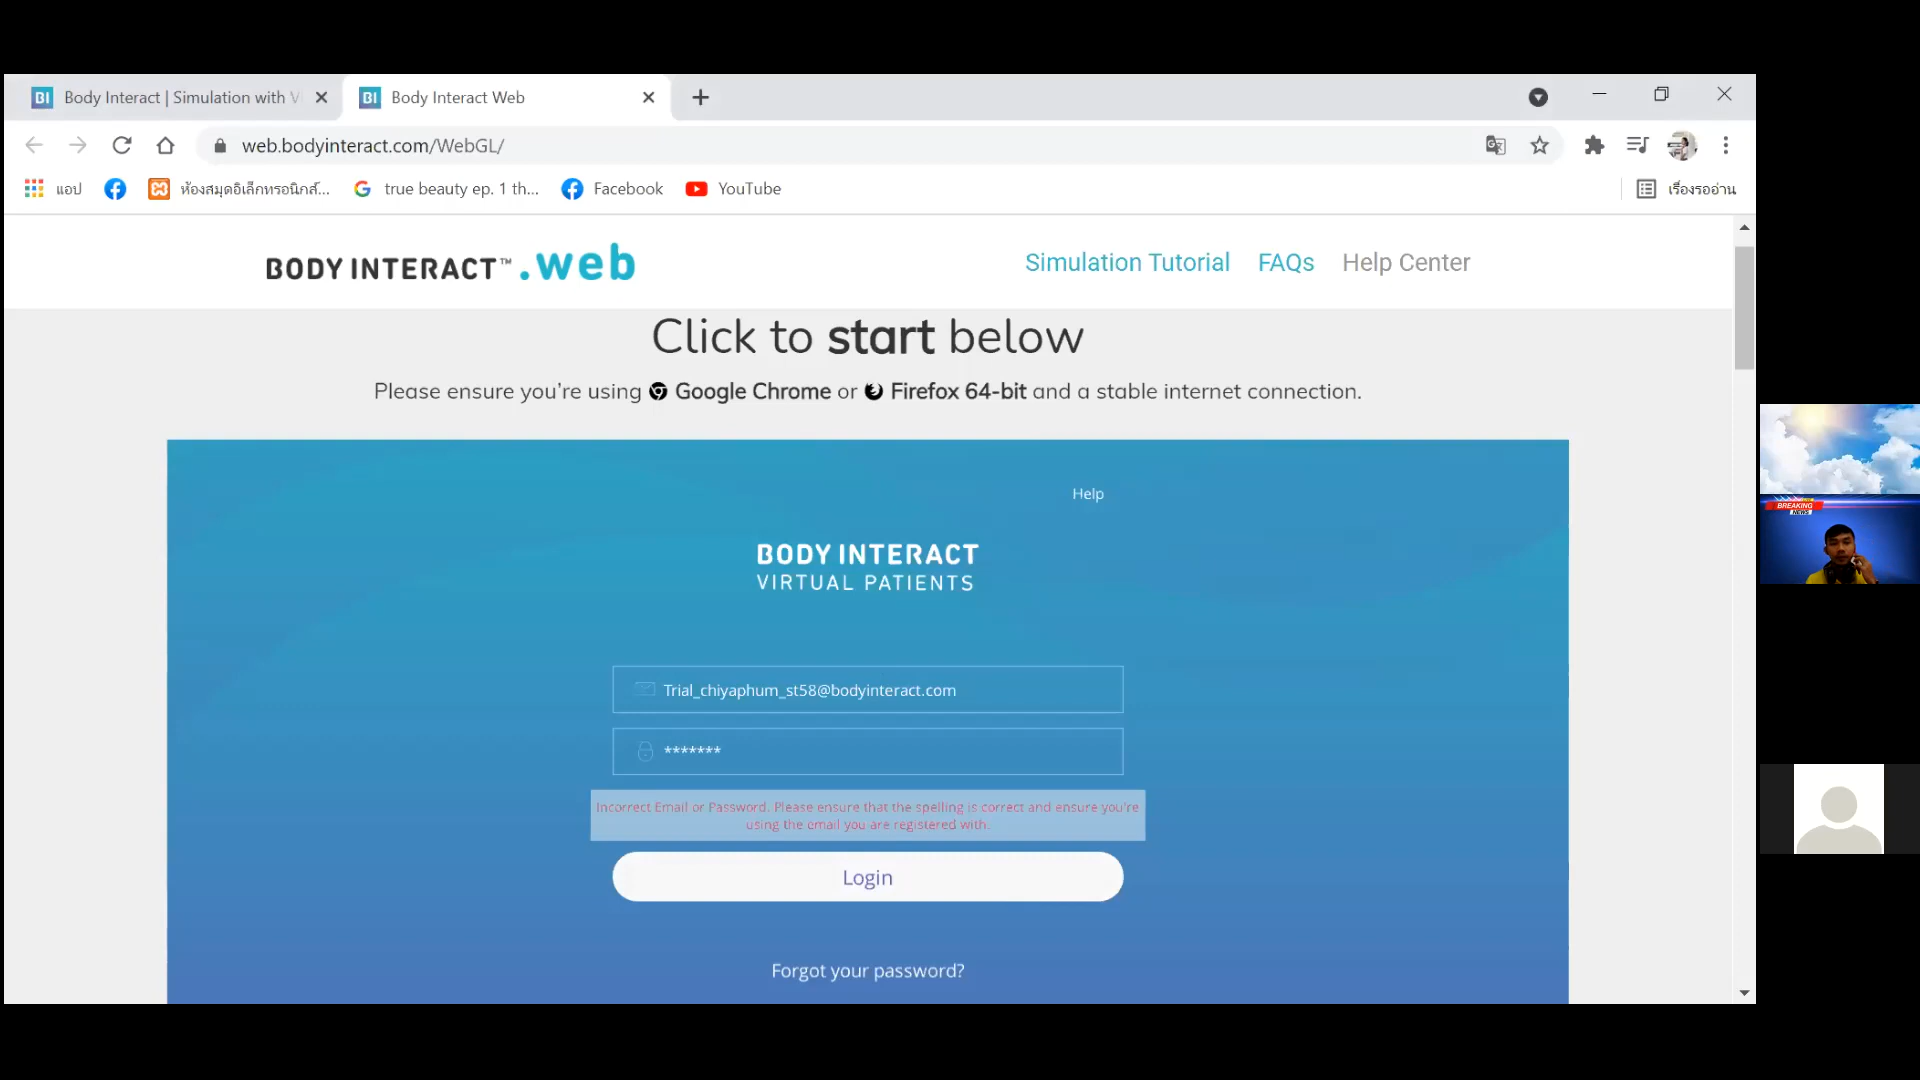 Body Interact | Simulation with V
Body Interact Web
web.bodyinteract.com/WebGL/
แอป
ห้องสมุดอิเล็กทรอนิกส์...
true beauty ep. 1 th...
Facebook
YouTube
เรื่องรออ่าน
BODY INTERACT™ .web
Simulation Tutorial
FAQs
Help Center
Click to start below
Please ensure you're using Google Chrome or Firefox 64-bit and a stable internet connection.
Help
BODY INTERACT
VIRTUAL PATIENTS
Trial_chiyaphum_st58@bodyinteract.com
*******
Incorrect Email or Password. Please ensure that the spelling is correct and ensure you're
using the email you are registered with.
Login
Forgot your password?
BREAKING
NEWS